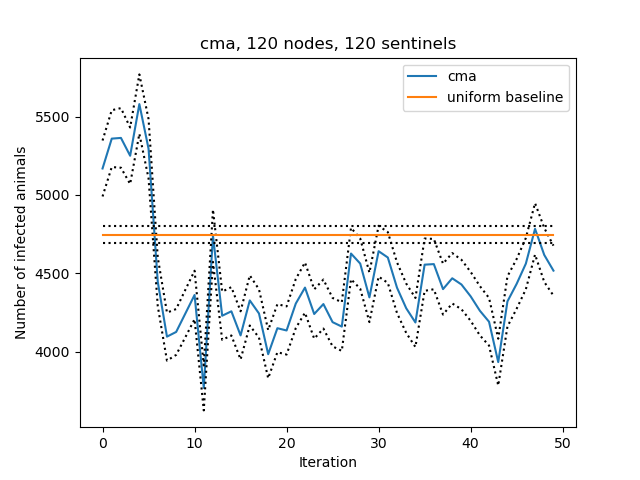 cma, 120 nodes, 120 sentinels
cma
uniform baseline
Number of infected animals
5500
5000
4500
4000
0 10 20 30 40 50
Iteration